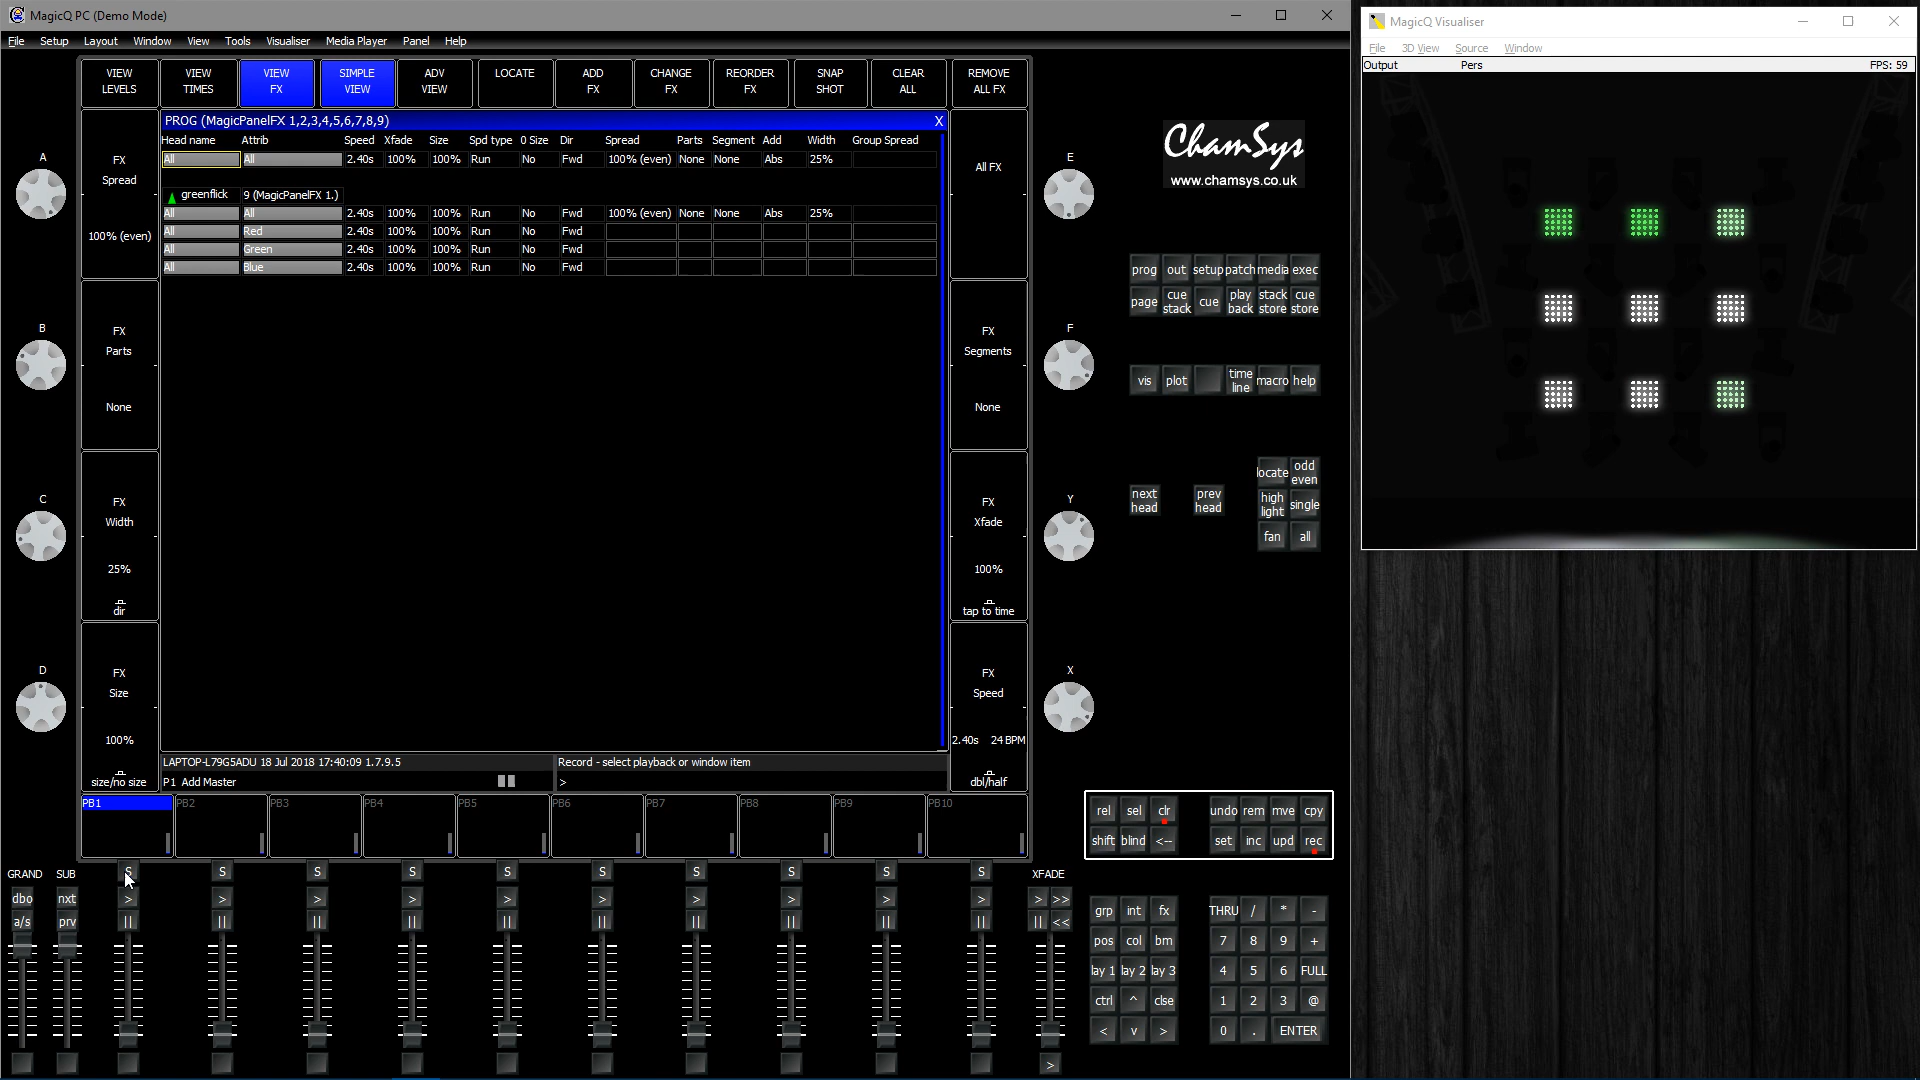 MagicQ PC (Demo Mode)
File Setup Layout Window View Tools Visualiser Media Player Panel Help
VIEW LEVELS
VIEW TIMES
VIEW FX
SIMPLE VIEW
ADV VIEW
LOCATE
ADD FX
CHANGE FX
REORDER FX
SNAP SHOT
CLEAR ALL
REMOVE ALL FX
PROG (MagicPanelFX 1,2,3,4,5,6,7,8,9) X
Head name Attrib Speed Xfade Size Spd type 0 Size Dir Spread Parts Segment Add Width Group Spread
All All 2.40s 100% 100% Run No Fwd 100% (even) None None Abs 25%
greenflick 9 (MagicPanelFX 1.)
All All 2.40s 100% 100% Run No Fwd 100% (even) None None Abs 25%
All Red 2.40s 100% 100% Run No Fwd
All Green 2.40s 100% 100% Run No Fwd
All Blue 2.40s 100% 100% Run No Fwd
A
FX
Spread
100% (even)
B
FX
Parts
None
C
FX
Width
25%
dir
D
FX
Size
100%
size/no size
All FX
E
FX
Segments
None
F
FX
Xfade
100%
tap to time
Y
FX
Speed
2.40s 24 BPM
dbl/half
X
LAPTOP-L79G5ADU 18 Jul 2018 17:40:09 1.7.9.5
Record - select playback or window item
P1 Add Master
>
PB1 PB2 PB3 PB4 PB5 PB6 PB7 PB8 PB9 PB10
GRAND SUB S S S S S S S S S S XFADE
dbo nxt > > > > > > > > > > > >>
a/s prv || || || || || || || || || || || <<
>
ChamSys
www.chamsys.co.uk
prog out setup patch media exec
page cue stack cue play back stack store cue store
vis plot time line macro help
next head prev head
locate odd even
high light single
fan all
rel sel clr undo rem mve cpy
shift blind <-- set inc upd rec
grp int fx THRU / * -
pos col bm 7 8 9 +
lay 1 lay 2 lay 3 4 5 6 FULL
ctrl ^ clse 1 2 3 @
< v > 0 . ENTER
MagicQ Visualiser
File 3D View Source Window
Output Pers FPS: 59